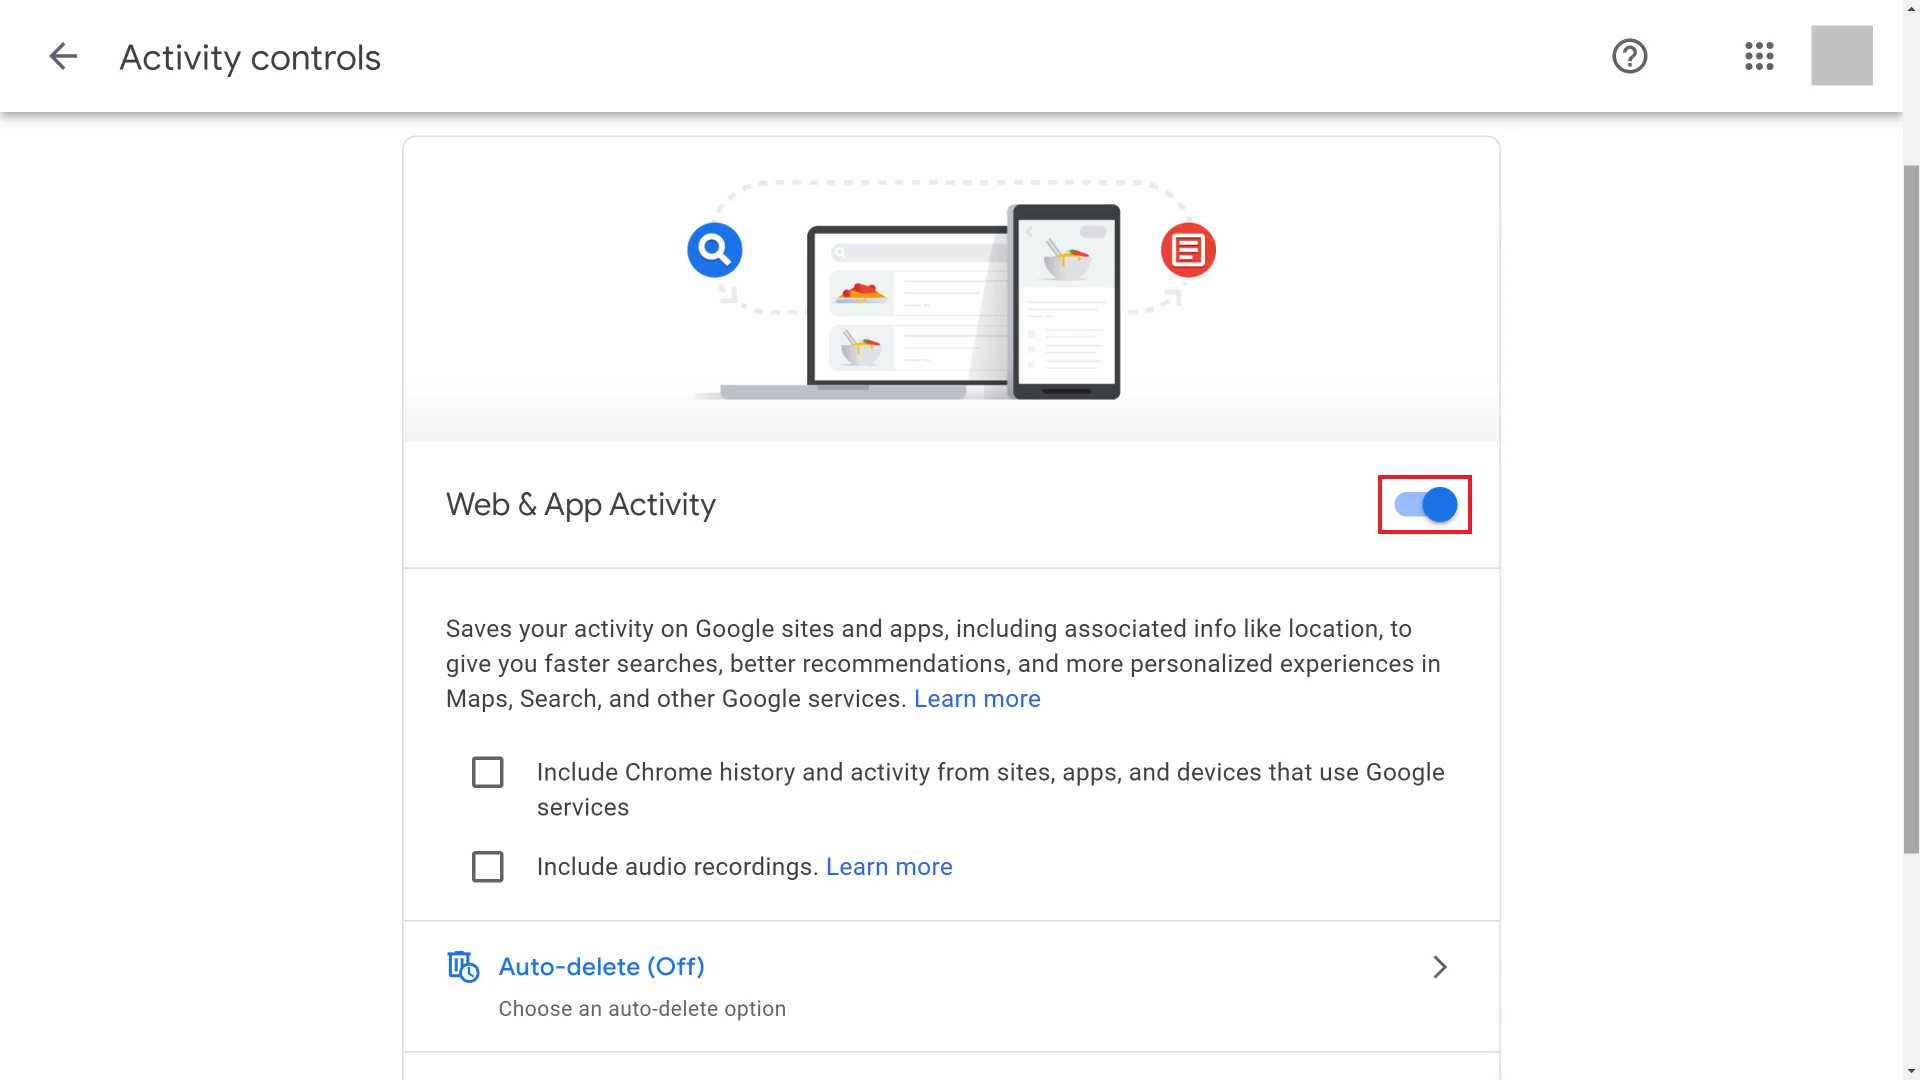 Activity controls
Web & App Activity
Saves your activity on Google sites and apps, including associated info like location, to
give you faster searches, better recommendations, and more personalized experiences in
Maps, Search, and other Google services. Learn more
Include Chrome history and activity from sites, apps, and devices that use Google
services
Include audio recordings. Learn more
Auto-delete (Off)
Choose an auto-delete option